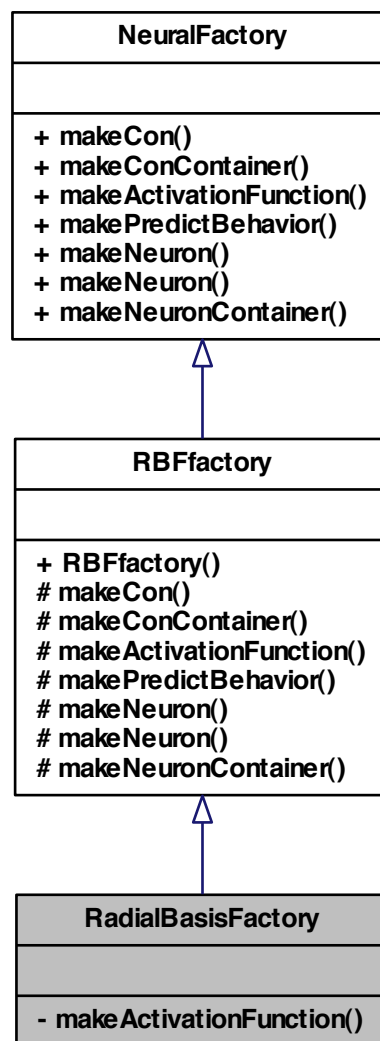 NeuralFactory
+ makeCon()
+ makeConContainer()
+ makeActivationFunction()
+ makePredictBehavior()
+ makeNeuron()
+ makeNeuron()
+ makeNeuronContainer()
RBFfactory
+ RBFfactory()
# makeCon()
# makeConContainer()
# makeActivationFunction()
# makePredictBehavior()
# makeNeuron()
# makeNeuron()
# makeNeuronContainer()
RadialBasisFactory
- makeActivationFunction()